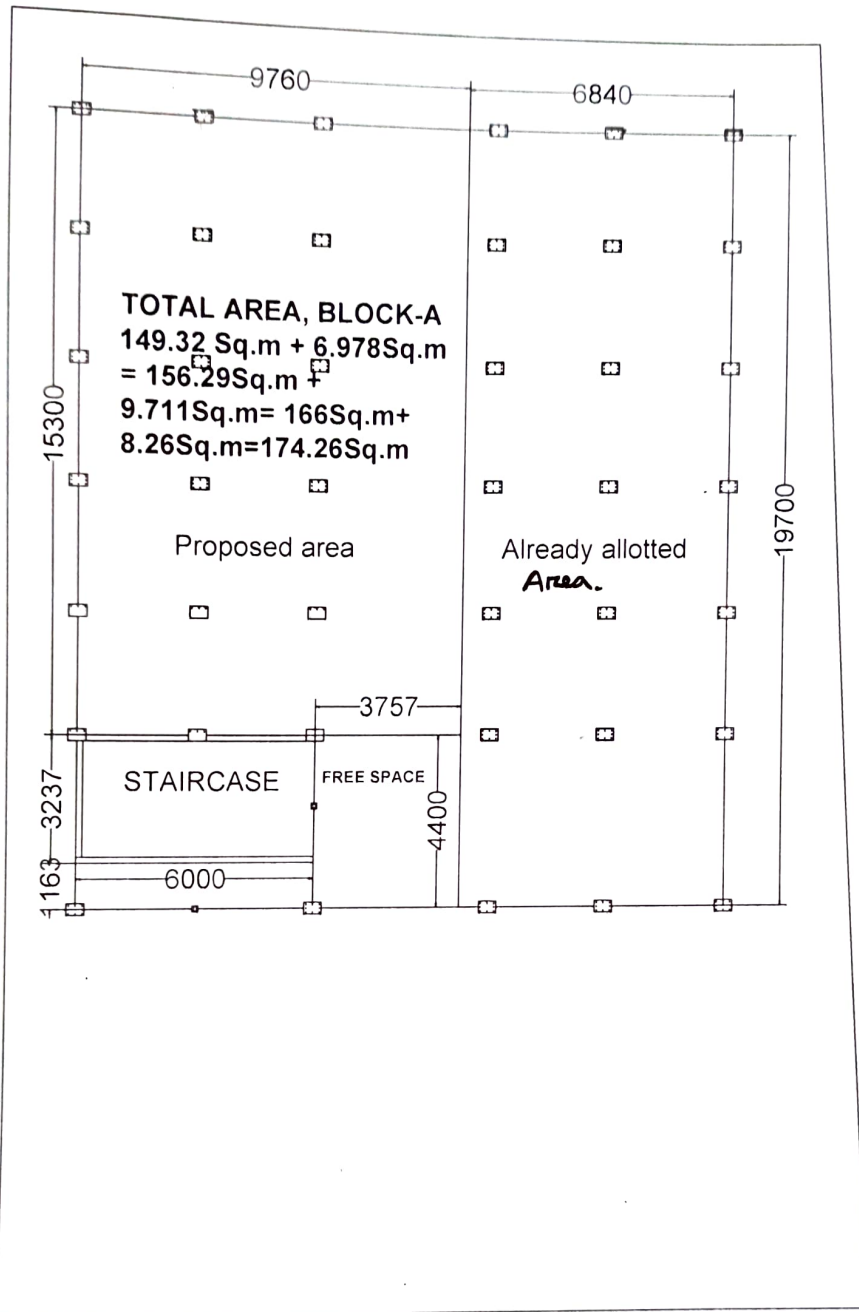 9760
6840
TOTAL AREA, BLOCK-A
149.32 Sq.m + 6.978Sq.m
= 156.29Sq.m +
9.711Sq.m= 166Sq.m+
8.26Sq.m=174.26Sq.m
15300
19700
Proposed area
Already allotted
Area.
3757
STAIRCASE
FREE SPACE
3237
4400
1163
6000